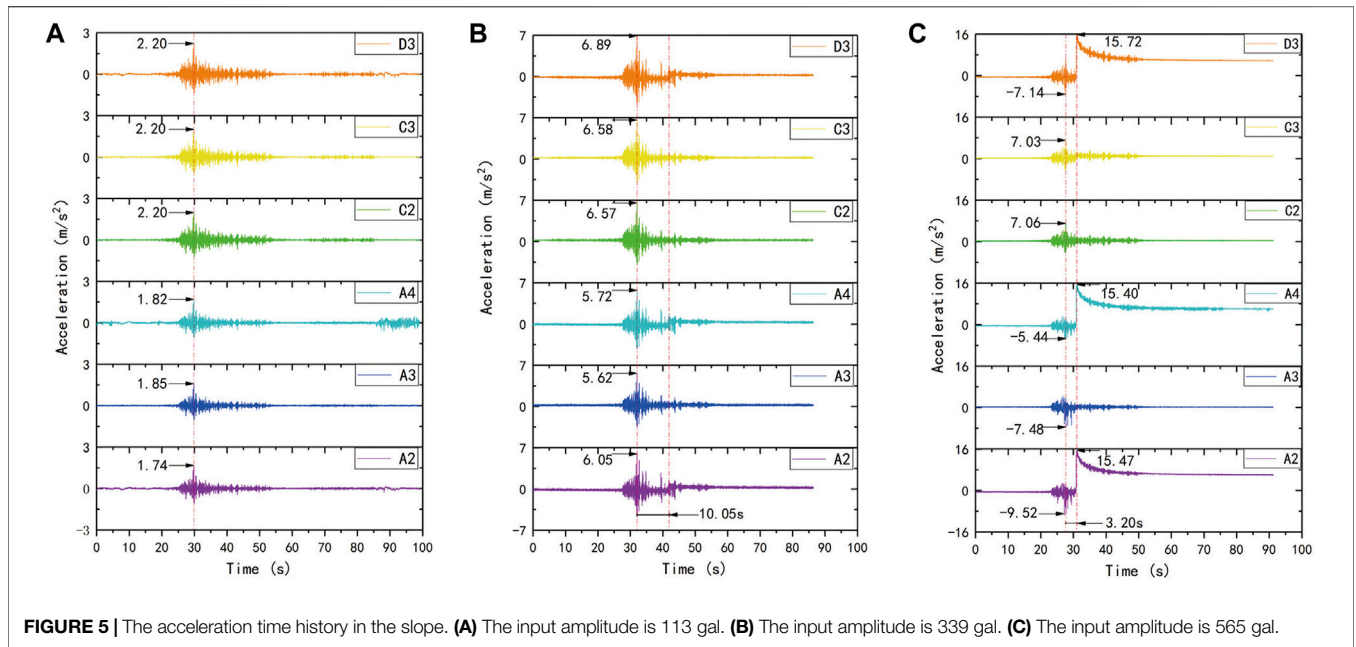 A
3
0
2.20
D3
3
0
2.20
C3
3
0
2.20
C2
3
0
1.82
A4
3
0
1.85
A3
3
0
-3
1.74
A2
Acceleration (m/s²)
0 10 20 30 40 50 60 70 80 90 100
Time (s)
B
7
0
6.89
D3
7
0
6.58
C3
7
0
6.57
C2
7
0
5.72
A4
7
0
5.62
A3
7
0
-7
6.05
A2
10.05s
Acceleration (m/s²)
0 10 20 30 40 50 60 70 80 90 100
Time (s)
C
16
0
15.72
-7.14
D3
16
0
7.03
C3
16
0
7.06
C2
16
0
15.40
-5.44
A4
16
0
-7.48
A3
16
0
-16
15.47
-9.52
3.20s
A2
Acceleration (m/s²)
0 10 20 30 40 50 60 70 80 90 100
Time (s)
FIGURE 5 | The acceleration time history in the slope. (A) The input amplitude is 113 gal. (B) The input amplitude is 339 gal. (C) The input amplitude is 565 gal.